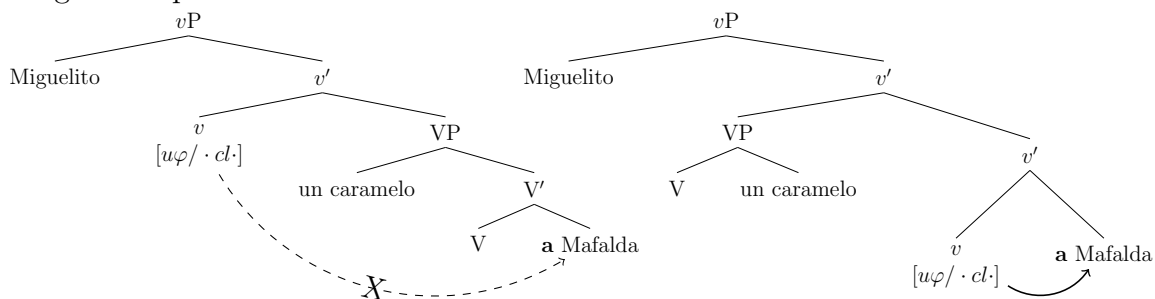 vP vP
Miguelito v′ Miguelito v′
v VP VP v′
[uφ/ · cl·]
un caramelo V′ V un caramelo
V a Mafalda v a Mafalda
[uφ/ · cl·]
X